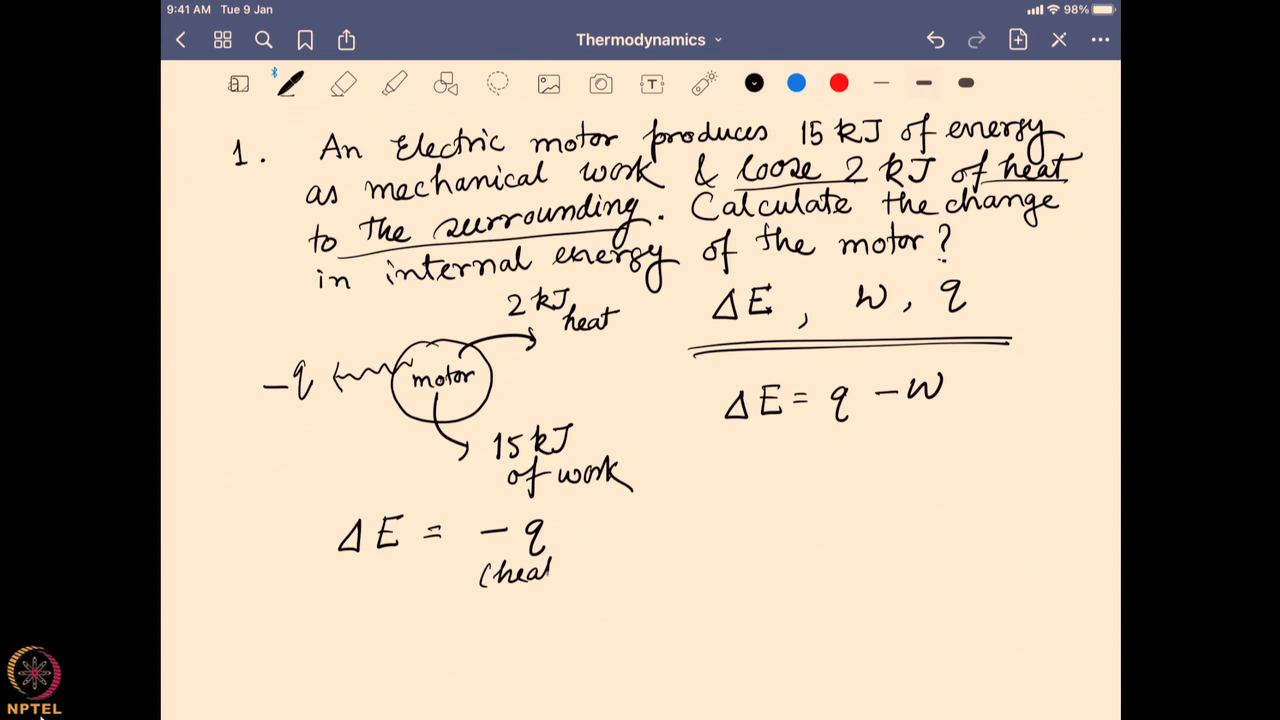 9:41 AM Tue 9 Jan
98%
Thermodynamics
T
1. An Electric motor produces 15 kJ of energy
as mechanical work & loose 2 kJ of heat
to the surrounding. Calculate the change
in internal energy of the motor?
ΔE, w, q
2 kJ heat
motor
-q
15 kJ
of work
ΔE = q - w
ΔE = - q
(heat
NPTEL